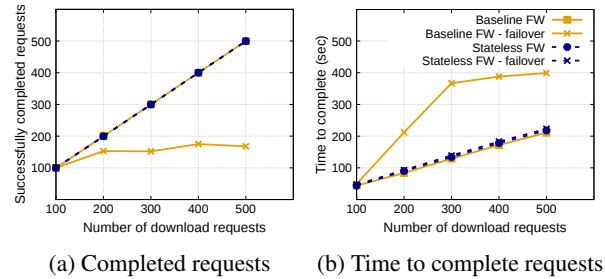 Successfully completed requests
500
400
300
200
100
100 200 300 400 500
Number of download requests
(a) Completed requests
Time to complete (sec)
500
400
300
200
100
100 200 300 400 500
Number of download requests
Baseline FW
Baseline FW - failover
Stateless FW
Stateless FW - failover
(b) Time to complete requests